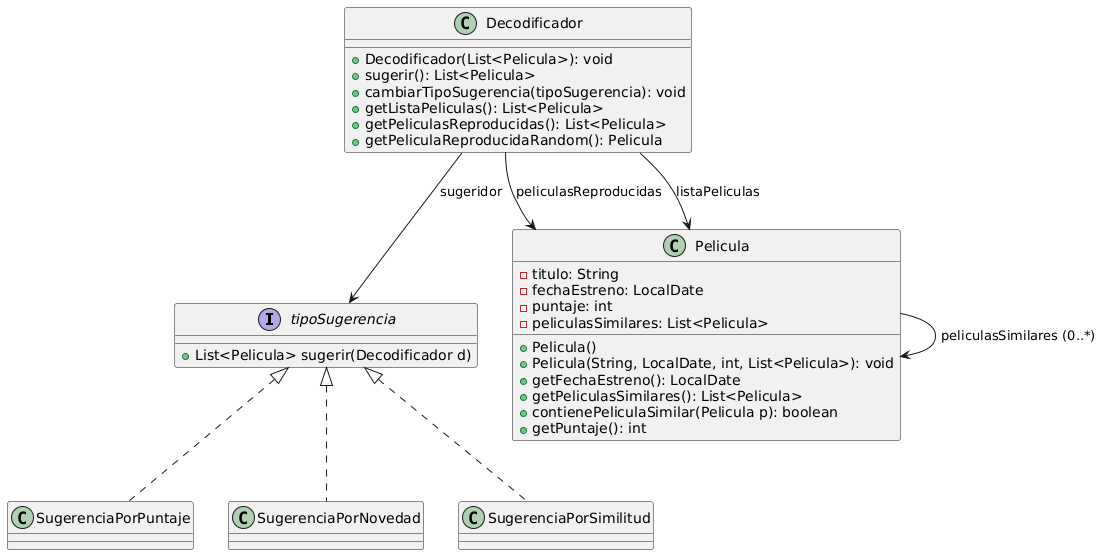 C Decodificador
Decodificador(List<Pelicula>): void
sugerir(): List<Pelicula>
cambiarTipoSugerencia(tipoSugerencia): void
getListaPeliculas(): List<Pelicula>
getPeliculasReproducidas(): List<Pelicula>
getPeliculaReproducidaRandom(): Pelicula
sugeridor
peliculasReproducidas
listaPeliculas
C Pelicula
titulo: String
fechaEstreno: LocalDate
puntaje: int
peliculasSimilares: List<Pelicula>
Pelicula()
Pelicula(String, LocalDate, int, List<Pelicula>): void
getFechaEstreno(): LocalDate
getPeliculasSimilares(): List<Pelicula>
contienePeliculaSimilar(Pelicula p): boolean
getPuntaje(): int
peliculasSimilares (0..*)
I tipoSugerencia
List<Pelicula> sugerir(Decodificador d)
C SugerenciaPorPuntaje
C SugerenciaPorNovedad
C SugerenciaPorSimilitud